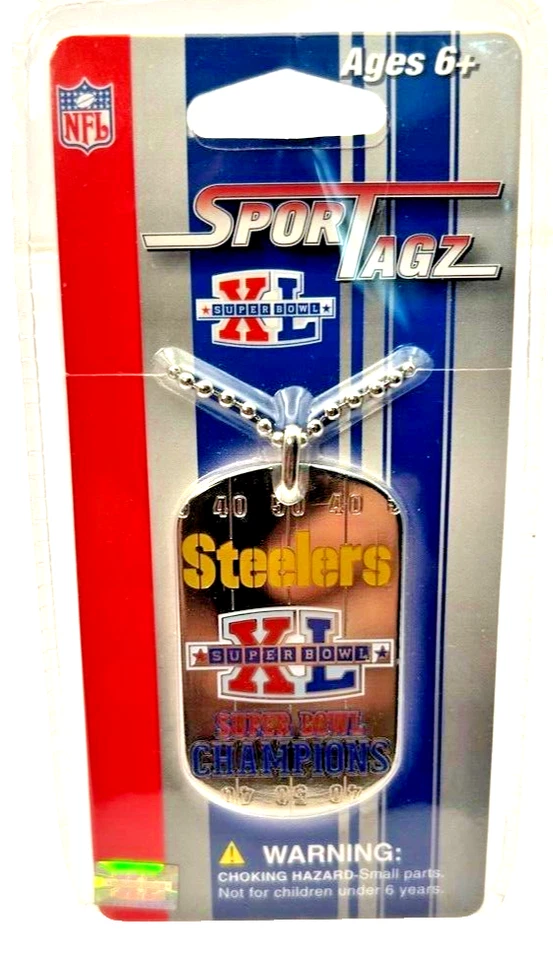 Ages 6+
NFL
SPORTAGZ
XL
SUPER BOWL
40 50 40
Steelers
XL
SUPER BOWL
SUPER BOWL
CHAMPIONS
WARNING:
CHOKING HAZARD-Small parts.
Not for children under 6 years.